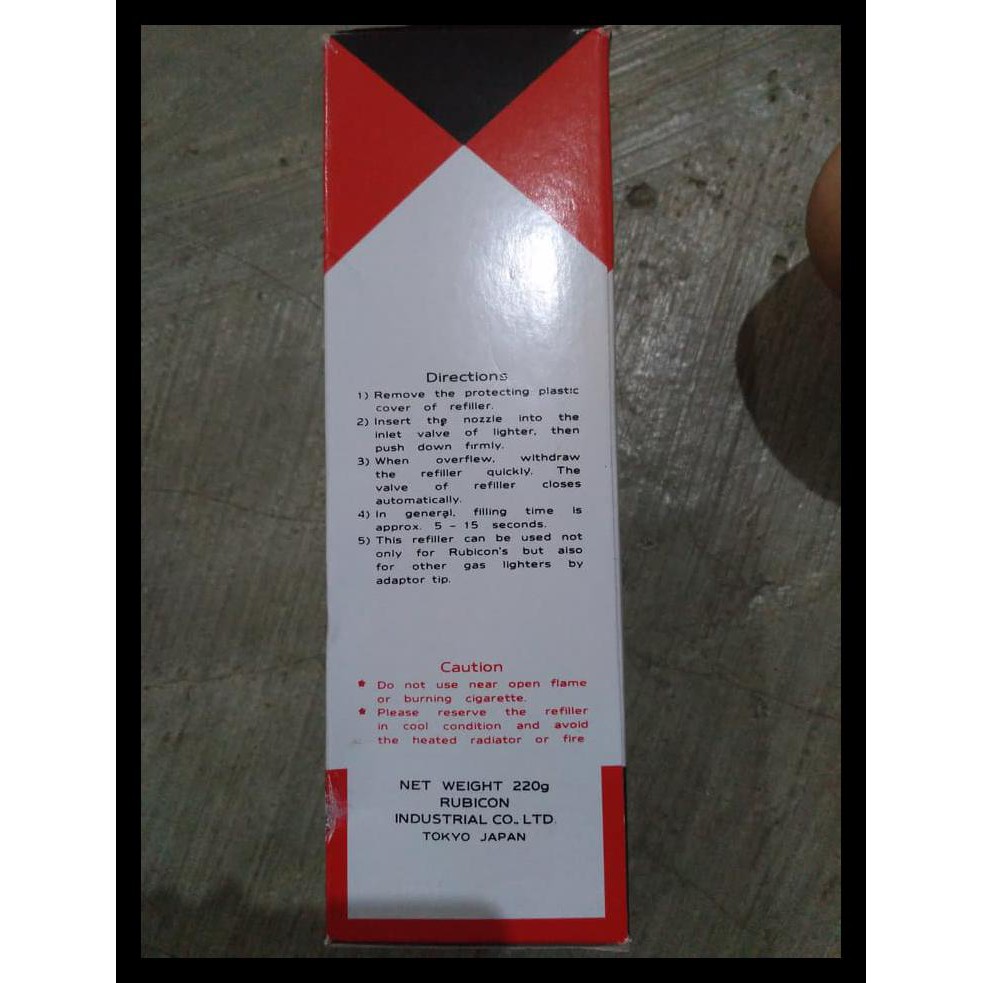 Directions
1) Remove the protecting plastic
cover of refiller.
2) Insert the nozzle into the
inlet valve of lighter, then
push down firmly.
3) When overflew, withdraw
the refiller quickly. The
valve of refiller closes
automatically.
4) In general, filling time is
approx. 5 - 15 seconds.
5) This refiller can be used not
only for Rubicon's but also
for other gas lighters by
adaptor tip.
Caution
* Do not use near open flame
or burning cigarette.
* Please reserve the refiller
in cool condition and avoid
the heated radiator or fire
NET WEIGHT 220g
RUBICON
INDUSTRIAL CO., LTD.
TOKYO JAPAN